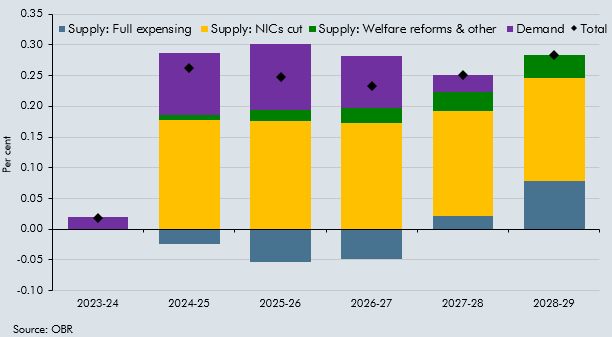 Supply: Full expensing Supply: NICs cut Supply: Welfare reforms & other Demand Total
Per cent
0.35
0.30
0.25
0.20
0.15
0.10
0.05
0.00
-0.05
-0.10
2023-24 2024-25 2025-26 2026-27 2027-28 2028-29
Source: OBR